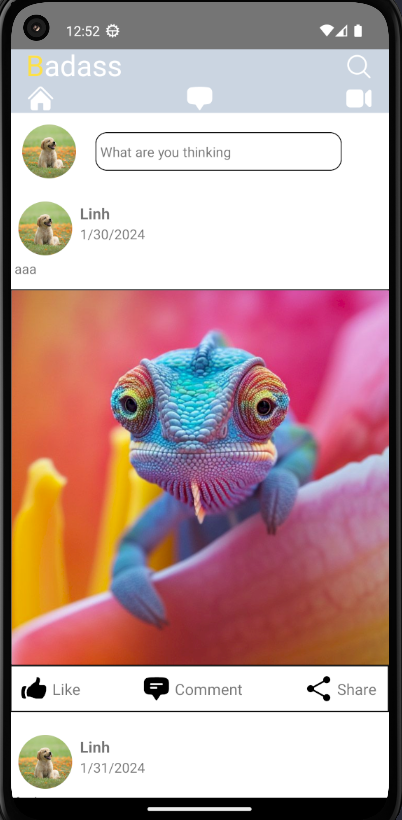 12:52
Badass
What are you thinking
Linh
1/30/2024
aaa
Like
Comment
Share
Linh
1/31/2024